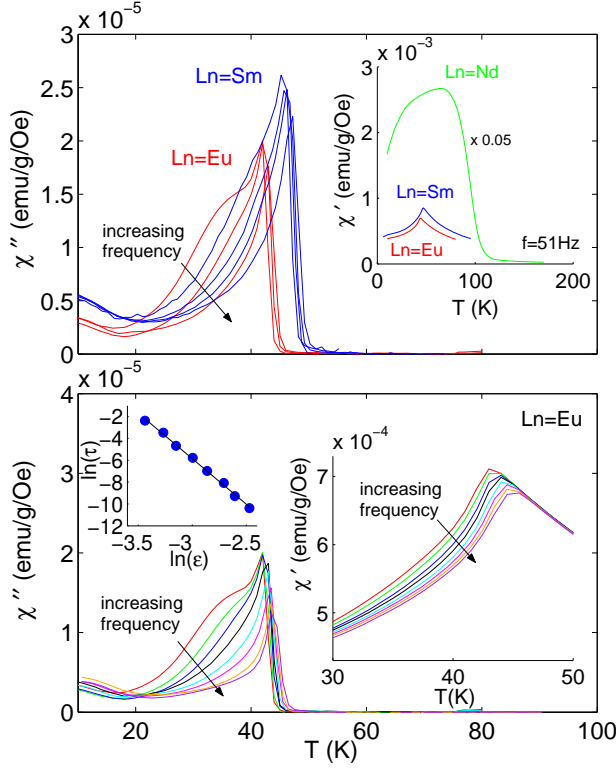 x 10⁻⁵
3
2.5
2
1.5
1
0.5
0
χ″ (emu/g/Oe)
Ln=Sm
Ln=Eu
increasing
frequency
x 10⁻³
3
2
1
0
χ′ (emu/g/Oe)
Ln=Nd
x 0.05
Ln=Sm
Ln=Eu
f=51Hz
0 100 200
T (K)
x 10⁻⁵
4
3
2
1
0
χ″ (emu/g/Oe)
−2
−4
−6
−8
−10
−12
ln(τ)
−3.5 −3 −2.5
ln(ε)
increasing
frequency
Ln=Eu
x 10⁻⁴
7
6
5
χ′ (emu/g/Oe)
increasing
frequency
30 40 50
T(K)
20 40 60 80 100
T (K)